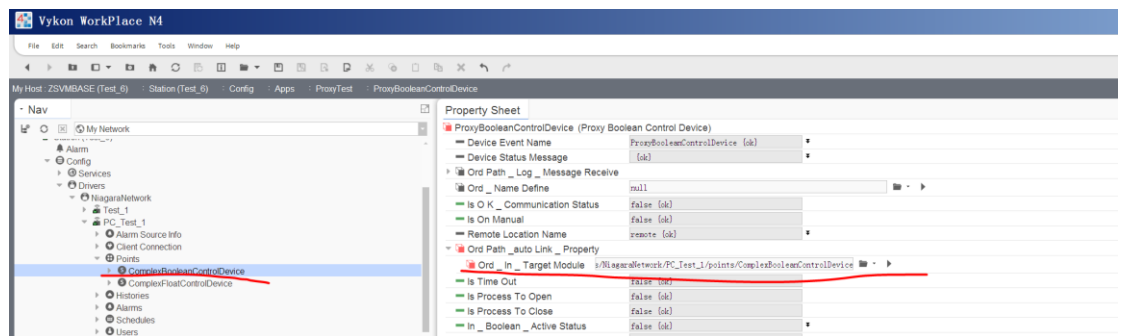 Vykon WorkPlace N4
File Edit Search Bookmarks Tools Window Help
My Host : ZSVMBASE (Test_6) : Station (Test_6) : Config : Apps : ProxyTest : ProxyBooleanControlDevice
Nav
My Network
Alarm
Config
Services
Drivers
NiagaraNetwork
Test_1
PC_Test_1
Alarm Source Info
Client Connection
Points
ComplexBooleanControlDevice
ComplexFloatControlDevice
Histories
Alarms
Schedules
Users
Property Sheet
ProxyBooleanControlDevice (Proxy Boolean Control Device)
Device Event Name ProxyBooleanControlDevice {ok}
Device Status Message {ok}
Ord Path _ Log _ Message Receive
Ord _ Name Define null
Is O K _ Communication Status false {ok}
Is On Manual false {ok}
Remote Location Name remote {ok}
Ord Path _auto Link _ Property
Ord _ In _ Target Module s/NiagaraNetwork/PC_Test_1/points/ComplexBooleanControlDevice
Is Time Out false {ok}
Is Process To Open false {ok}
Is Process To Close false {ok}
In _ Boolean _ Active Status false {ok}